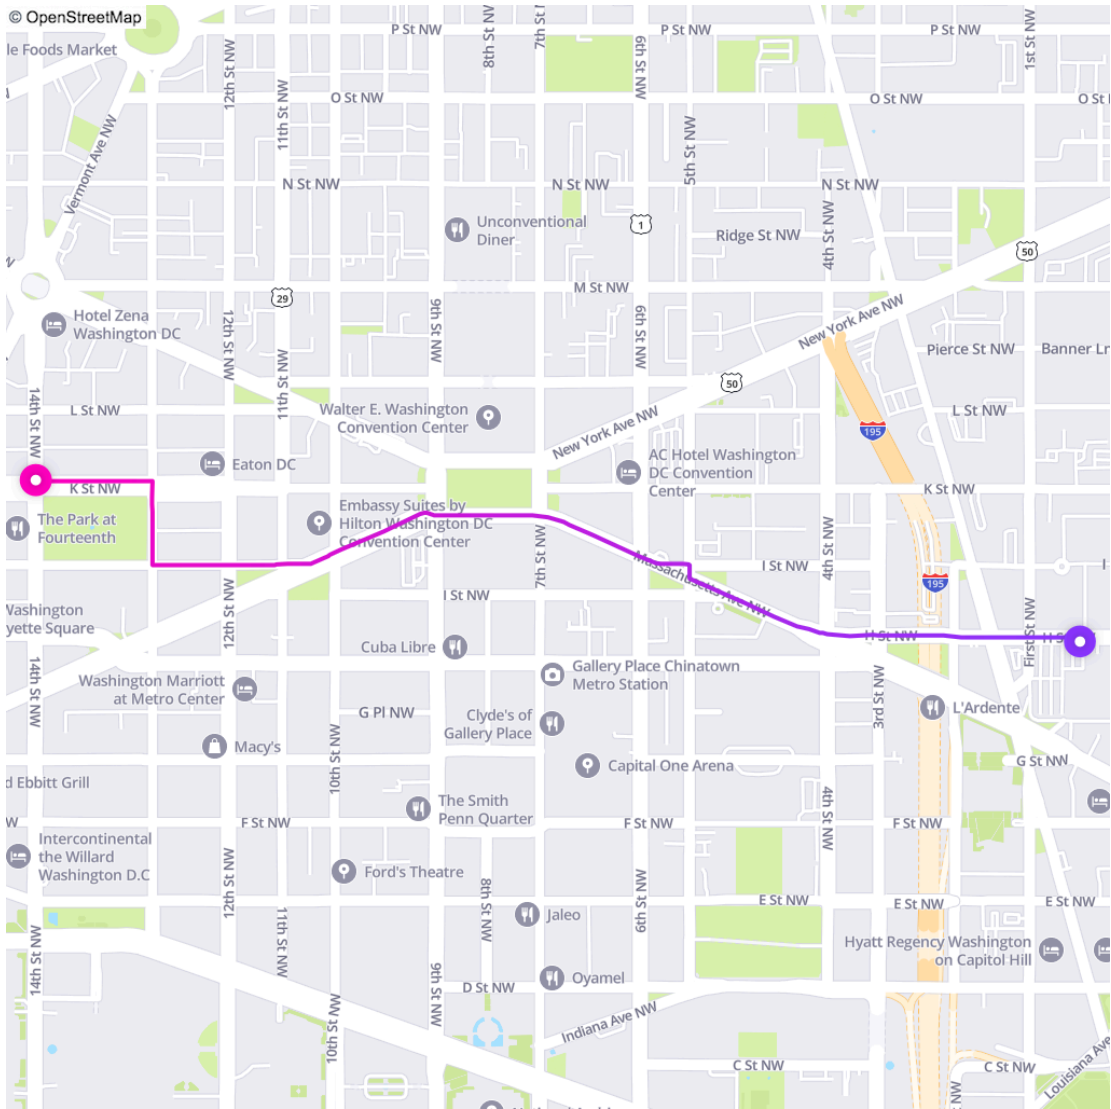 © OpenStreetMap
P St NW
P St NW
P St NW
le Foods Market
12th St NW
8th St NW
7th St N
6th St NW
1st St NW
11th St NW
O St NW
O St NW
O St
Vermont Ave NW
5th St NW
N St NW
N St NW
N St NW
Unconventional
Diner
1
Ridge St NW
4th St NW
50
M St NW
29
Hotel Zena
Washington DC
12th St NW
9th St NW
6th St NW
New York Ave NW
Pierce St NW
Banner Ln
11th St NW
50
14th St NW
L St NW
Walter E. Washington
Convention Center
New York Ave NW
L St NW
195
Eaton DC
AC Hotel Washington
DC Convention
Center
K St NW
K St NW
The Park at
Fourteenth
Embassy Suites by
Hilton Washington DC
Convention Center
7th St NW
4th St NW
Massachusetts Ave NW
I St NW
I
195
I St NW
Washington
yette Square
12th St NW
First St NW
H St NW
H S
Cuba Libre
14th St NW
Gallery Place Chinatown
Metro Station
3rd St NW
Washington Marriott
at Metro Center
G Pl NW
Clyde's of
Gallery Place
L'Ardente
Macy's
10th St NW
Capital One Arena
G St NW
d Ebbitt Grill
The Smith
Penn Quarter
4th St NW
W
F St NW
F St NW
F St NW
Intercontinental
the Willard
Washington D.C
12th St NW
Ford's Theatre
8th St NW
6th St NW
E St NW
E St NW
E St NW
11th St NW
Jaleo
14th St NW
Hyatt Regency Washington
on Capitol Hill
9th St NW
Oyamel
D St NW
10th St NW
Indiana Ave NW
C St NW
C St NW
Louisiana Ave
NW